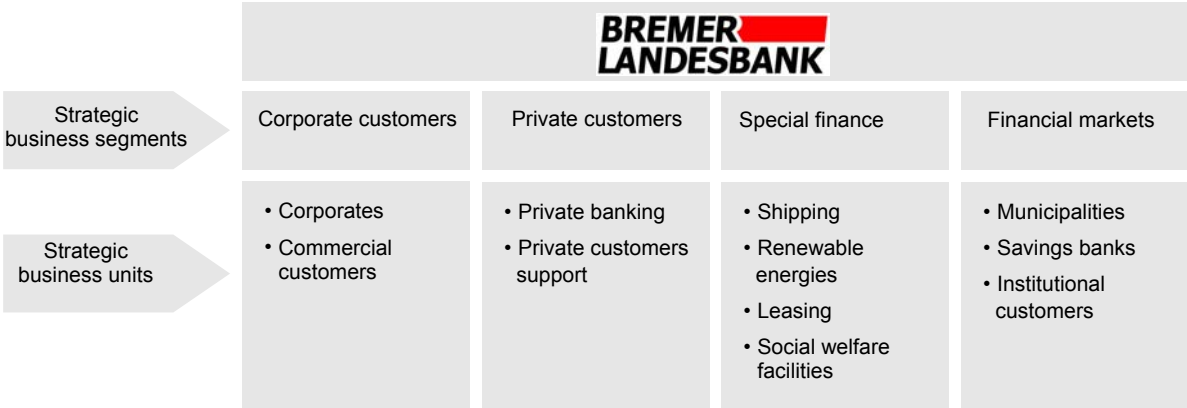 BREMER
LANDESBANK
Strategic
business segments
Corporate customers
Private customers
Special finance
Financial markets
Strategic
business units
• Corporates
• Commercial
customers
• Private banking
• Private customers
support
• Shipping
• Renewable
energies
• Leasing
• Social welfare
facilities
• Municipalities
• Savings banks
• Institutional
customers